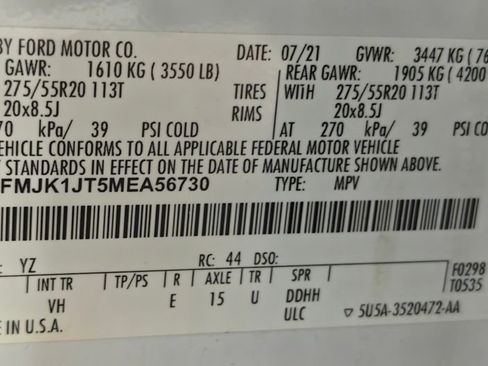 BY FORD MOTOR CO. DATE: 07/21 GVWR: 3447 KG ( 76
GAWR: 1610 KG ( 3550 LB) REAR GAWR: 1905 KG ( 4200
275/55R20 113T TIRES WITH 275/55R20 113T
20x8.5J RIMS 20x8.5J
70 kPa/ 39 PSI COLD AT 270 kPa/ 39 PSI COLD
VEHICLE CONFORMS TO ALL APPLICABLE FEDERAL MOTOR VEHICLE
Y STANDARDS IN EFFECT ON THE DATE OF MANUFACTURE SHOWN ABOVE.
FMJK1JT5MEA56730 TYPE: MPV
: YZ RC: 44 DSO:
INT TR TP/PS R AXLE TR SPR F0298
VH E 15 U DDHH T0535
ULC ▽ 5U5A-3520472-AA
E IN U.S.A.